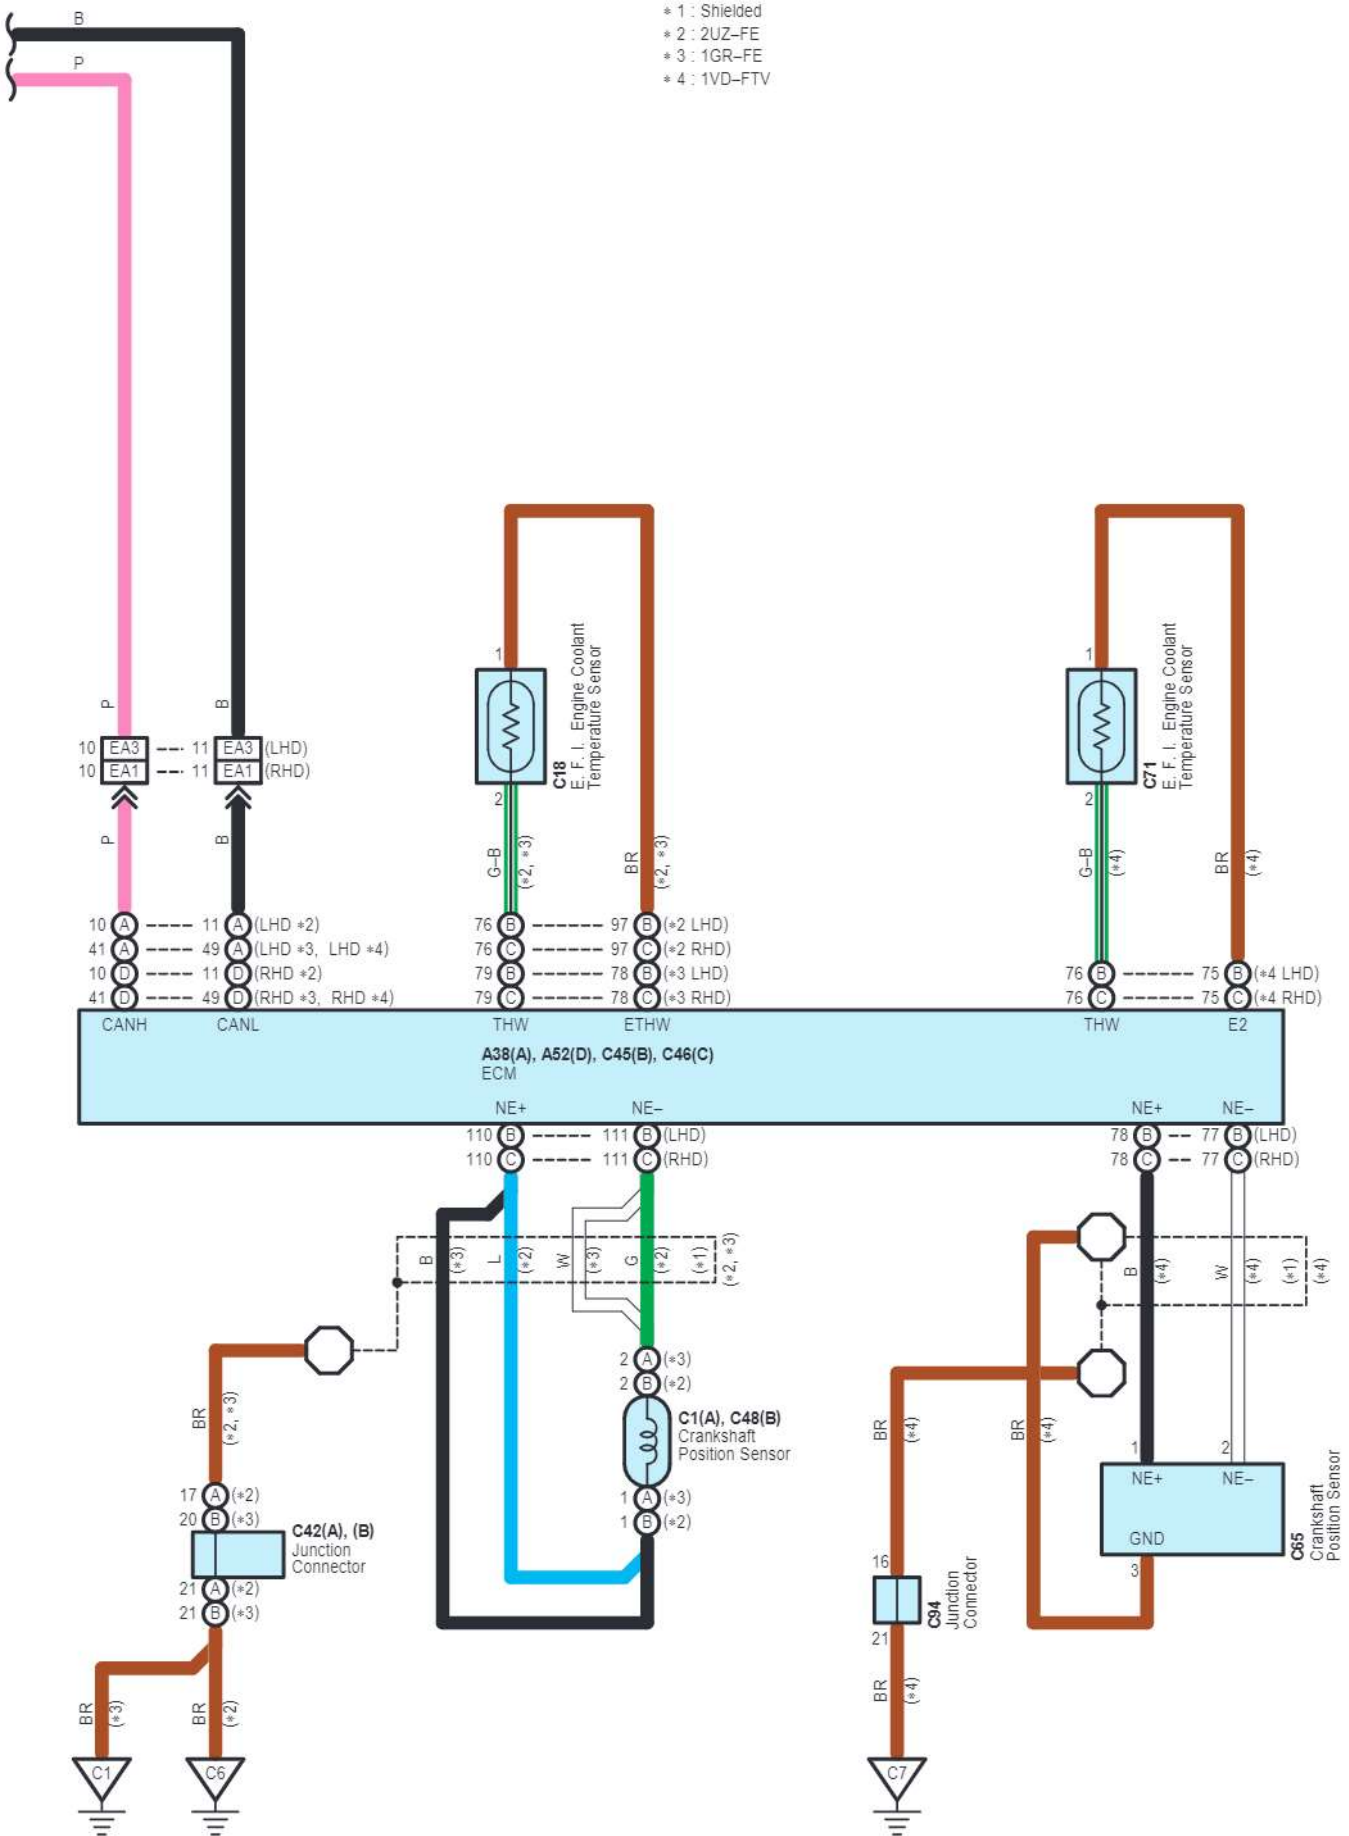 * 1 : Shielded
* 2 : 2UZ–FE
* 3 : 1GR–FE
* 4 : 1VD–FTV
B
P
P
B
10 EA3 11 EA3 (LHD)
10 EA1 11 EA1 (RHD)
P
B
1
C18
E. F. I. Engine Coolant
Temperature Sensor
2
G–B
(*2, *3)
BR
(*2, *3)
1
C71
E. F. I. Engine Coolant
Temperature Sensor
2
G–B
(*4)
BR
(*4)
10 A 11 A (LHD *2)
41 A 49 A (LHD *3, LHD *4)
10 D 11 D (RHD *2)
41 D 49 D (RHD *3, RHD *4)
76 B 97 B (*2 LHD)
76 C 97 C (*2 RHD)
79 B 78 B (*3 LHD)
79 C 78 C (*3 RHD)
76 B 75 B (*4 LHD)
76 C 75 C (*4 RHD)
CANH CANL THW ETHW THW E2
A38(A), A52(D), C45(B), C46(C)
ECM
NE+ NE– NE+ NE–
110 B 111 B (LHD)
110 C 111 C (RHD)
78 B 77 B (LHD)
78 C 77 C (RHD)
B
(*3)
L
(*2)
W
(*3)
G
(*2)
(*1)
(*2, *3)
B
(*4)
W
(*4)
(*1)
(*4)
2 A (*3)
2 B (*2)
C1(A), C48(B)
Crankshaft
Position Sensor
1 A (*3)
1 B (*2)
BR
(*2, *3)
17 A (*2)
20 B (*3)
C42(A), (B)
Junction
Connector
21 A (*2)
21 B (*3)
BR
(*3)
BR
(*2)
C1
C6
BR
(*4)
BR
(*4)
1
2
NE+ NE–
GND
3
C65
Crankshaft
Position Sensor
16
C94
Junction
Connector
21
BR
(*4)
C7